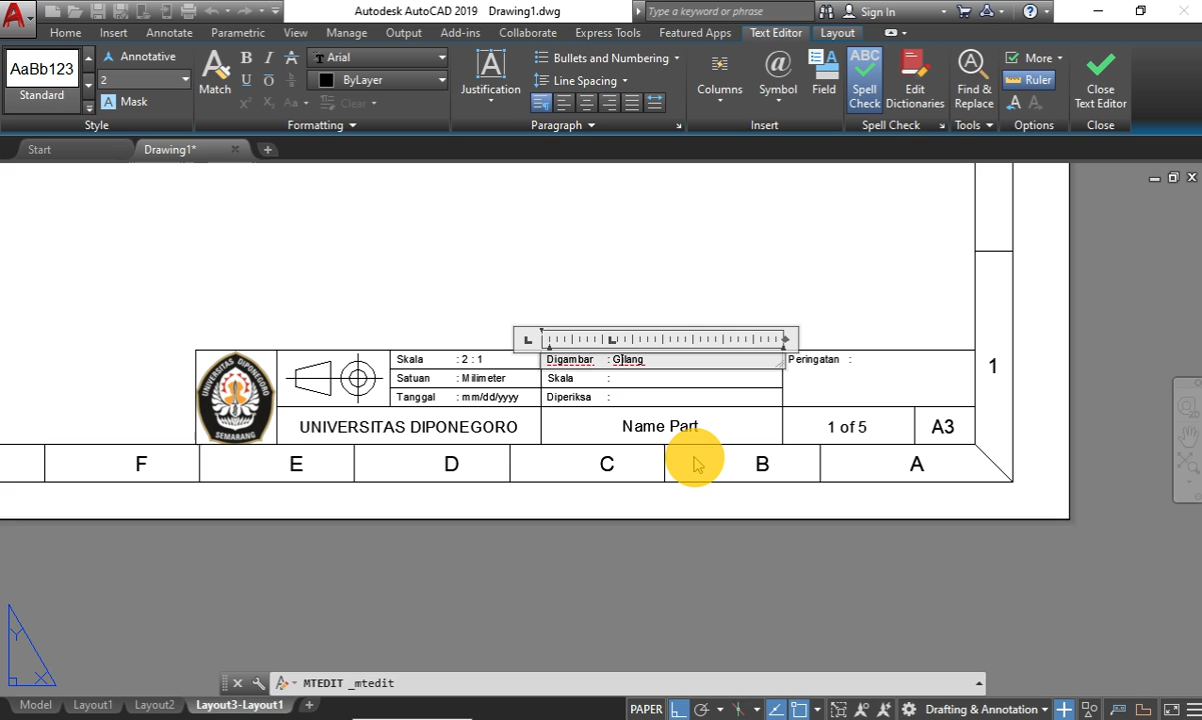 Autodesk AutoCAD 2019 Drawing1.dwg
Type a keyword or phrase
Sign In
Home Insert Annotate Parametric View Manage Output Add-ins Collaborate Express Tools Featured Apps Text Editor Layout
AaBb123
Standard
Annotative
2
Mask
Match
Arial
ByLayer
Clear
Justification
Bullets and Numbering
Line Spacing
Columns
Symbol
Field
Spell Check
Edit Dictionaries
Find & Replace
More
Ruler
Close Text Editor
Style Formatting Paragraph Insert Spell Check Tools Options Close
Start Drawing1*
Skala : 2 : 1
Satuan : Milimeter
Tanggal : mm/dd/yyyy
Digambar : Gilang
Skala :
Diperiksa :
Peringatan :
UNIVERSITAS DIPONEGORO
SEMARANG
UNIVERSITAS DIPONEGORO Name Part 1 of 5 A3
1
F E D C B A
Y
X
MTEDIT _mtedit
Model Layout1 Layout2 Layout3-Layout1
PAPER
Drafting & Annotation